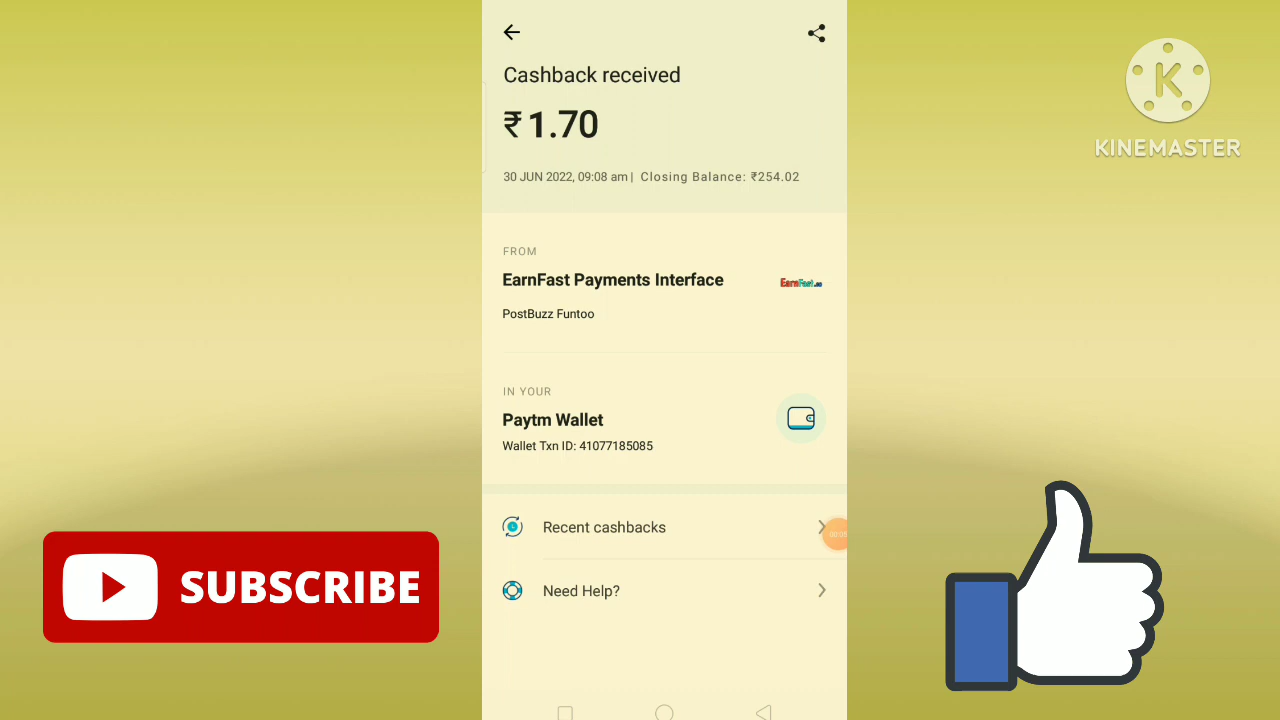 Cashback received
₹ 1.70
30 JUN 2022, 09:08 am | Closing Balance: ₹254.02
FROM
EarnFast Payments Interface
EarnFast
PostBuzz Funtoo
IN YOUR
Paytm Wallet
Wallet Txn ID: 41077185085
Recent cashbacks
Need Help?
SUBSCRIBE
K
KINEMASTER